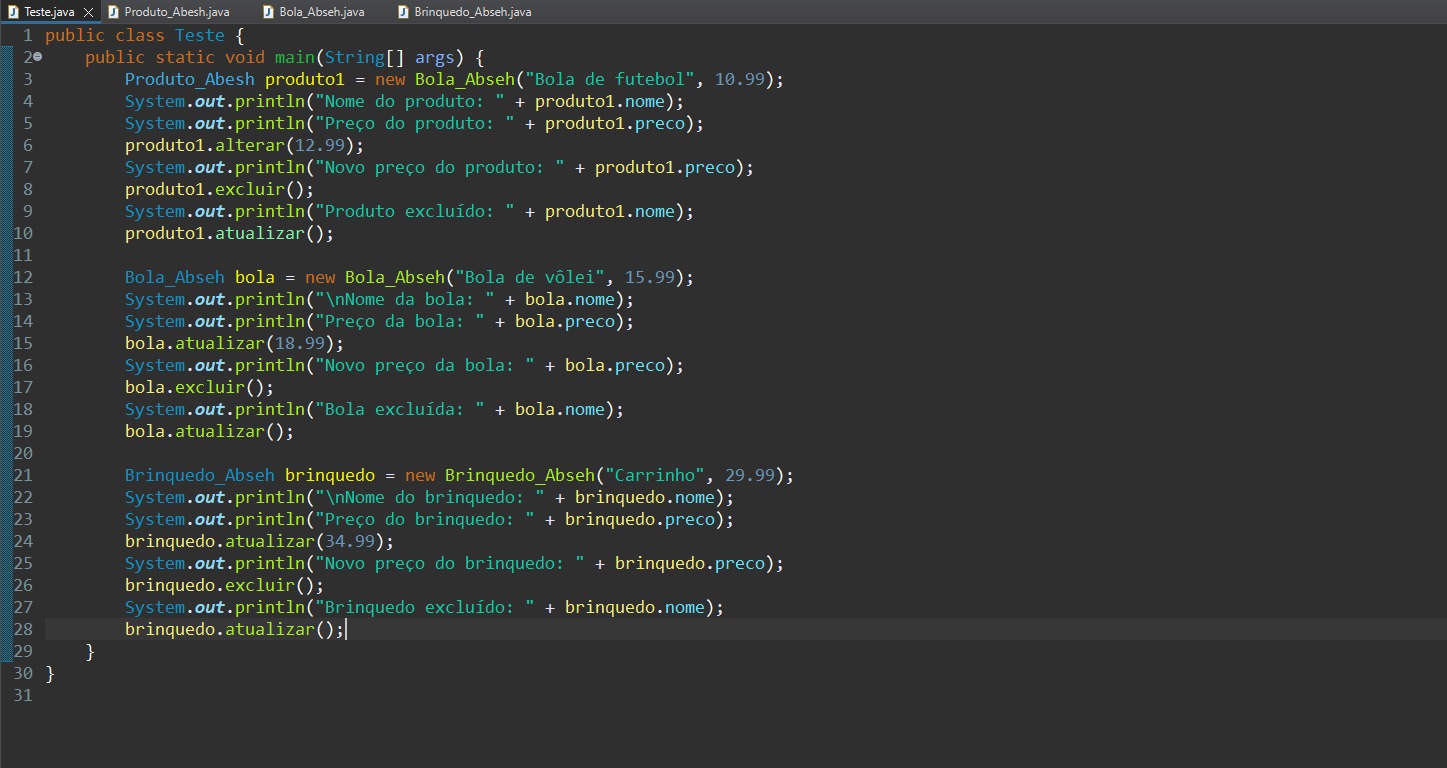 Teste.java Produto_Abesh.java Bola_Abseh.java Brinquedo_Abseh.java
1 public class Teste {
2 public static void main(String[] args) {
3 Produto_Abesh produto1 = new Bola_Abseh("Bola de futebol", 10.99);
4 System.out.println("Nome do produto: " + produto1.nome);
5 System.out.println("Preço do produto: " + produto1.preco);
6 produto1.alterar(12.99);
7 System.out.println("Novo preço do produto: " + produto1.preco);
8 produto1.excluir();
9 System.out.println("Produto excluído: " + produto1.nome);
10 produto1.atualizar();
11
12 Bola_Abseh bola = new Bola_Abseh("Bola de vôlei", 15.99);
13 System.out.println("\nNome da bola: " + bola.nome);
14 System.out.println("Preço da bola: " + bola.preco);
15 bola.atualizar(18.99);
16 System.out.println("Novo preço da bola: " + bola.preco);
17 bola.excluir();
18 System.out.println("Bola excluída: " + bola.nome);
19 bola.atualizar();
20
21 Brinquedo_Abseh brinquedo = new Brinquedo_Abseh("Carrinho", 29.99);
22 System.out.println("\nNome do brinquedo: " + brinquedo.nome);
23 System.out.println("Preço do brinquedo: " + brinquedo.preco);
24 brinquedo.atualizar(34.99);
25 System.out.println("Novo preço do brinquedo: " + brinquedo.preco);
26 brinquedo.excluir();
27 System.out.println("Brinquedo excluído: " + brinquedo.nome);
28 brinquedo.atualizar();
29 }
30 }
31